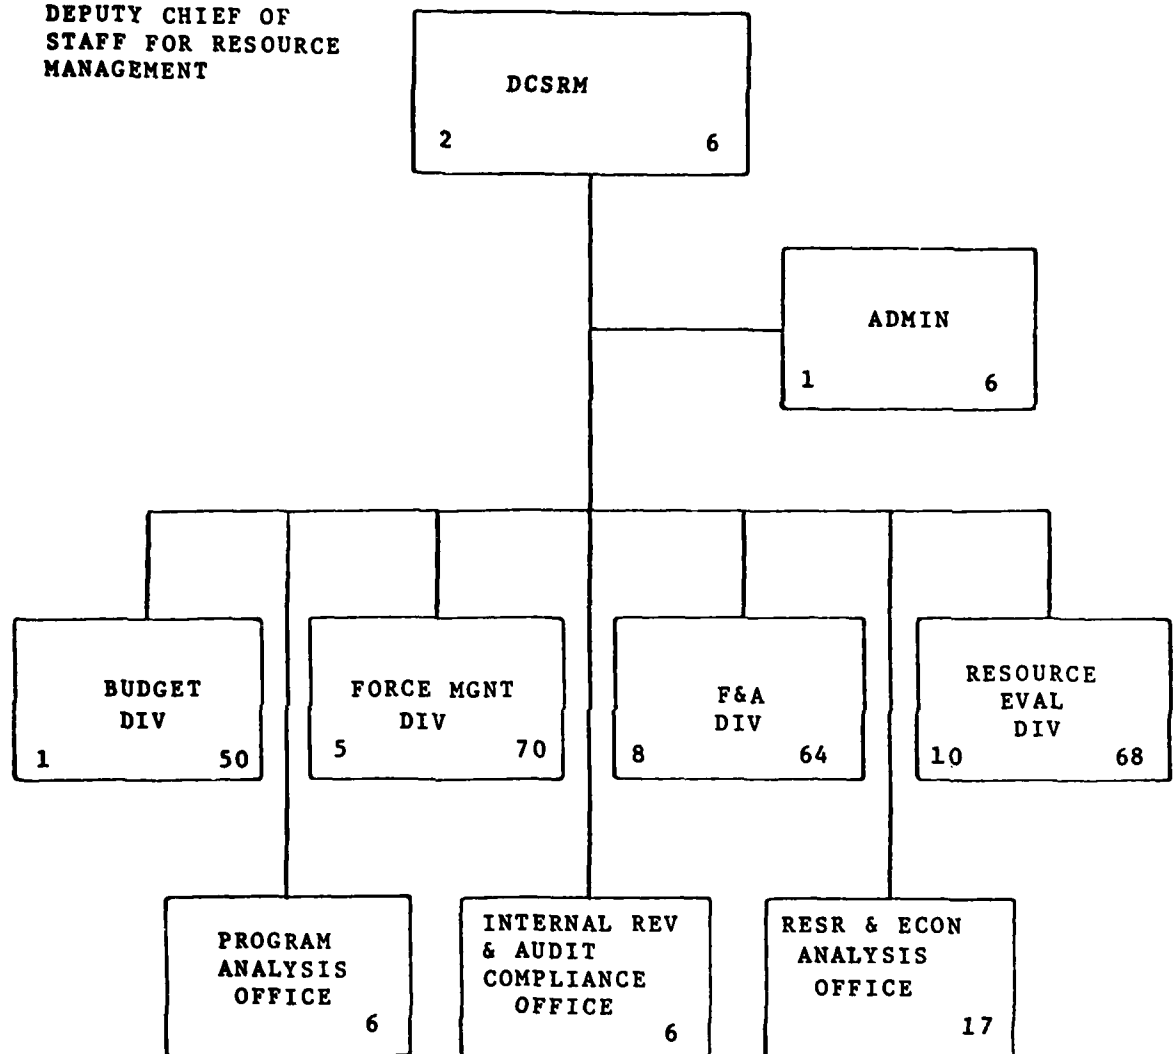 DEPUTY CHIEF OF
STAFF FOR RESOURCE
MANAGEMENT
DCSRM
2 6
ADMIN
1 6
BUDGET
DIV
1 50
FORCE MGNT
DIV
5 70
F&A
DIV
8 64
RESOURCE
EVAL
DIV
10 68
PROGRAM
ANALYSIS
OFFICE
6
INTERNAL REV
& AUDIT
COMPLIANCE
OFFICE
6
RESR & ECON
ANALYSIS
OFFICE
17